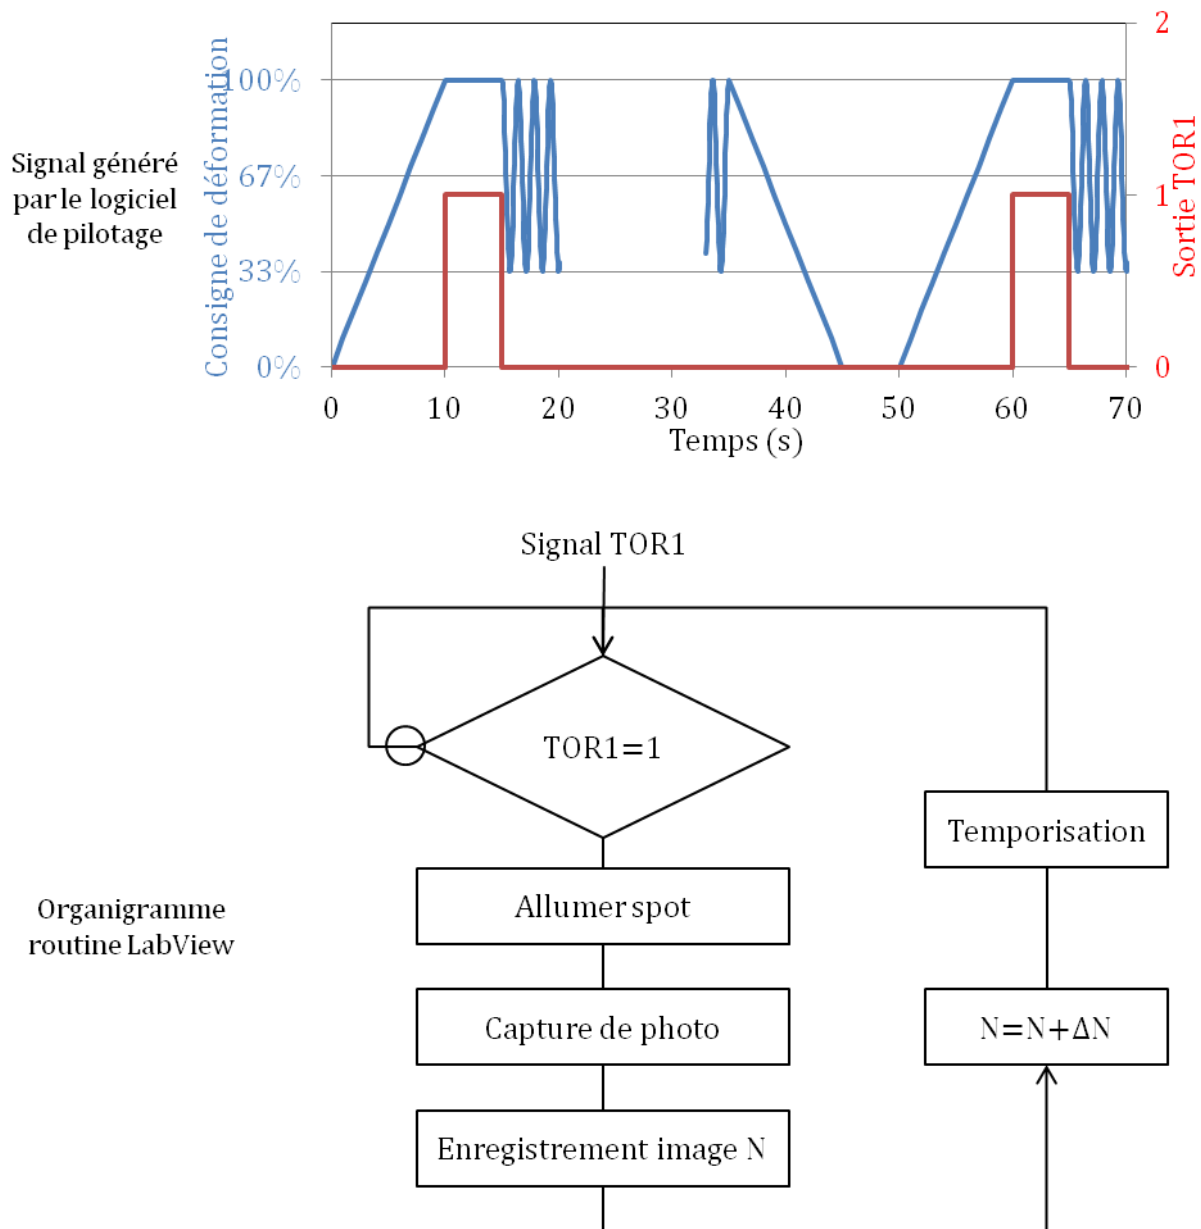 Signal généré
par le logiciel
de pilotage
Consigne de déformation
100%
67%
33%
0%
2
1
0
Sortie TOR1
0 10 20 30 40 50 60 70
Temps (s)
Signal TOR1
TOR1=1
Temporisation
Allumer spot
Organigramme
routine LabView
Capture de photo
N=N+ΔN
Enregistrement image N